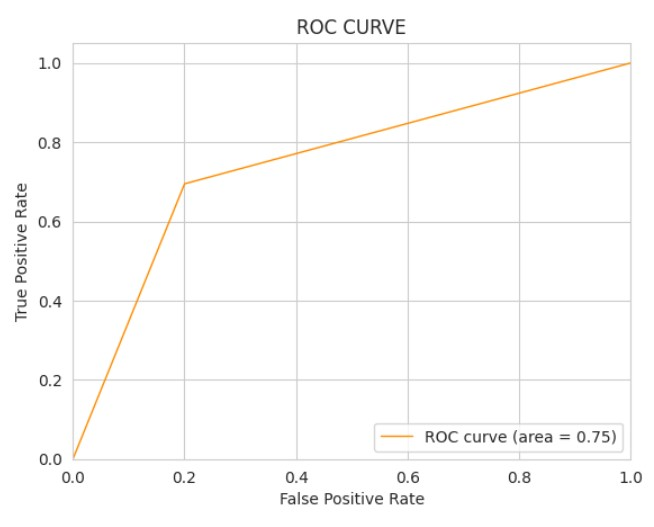 ROC CURVE
1.0
0.8
0.6
0.4
0.2
0.0
True Positive Rate
ROC curve (area = 0.75)
0.0 0.2 0.4 0.6 0.8 1.0
False Positive Rate